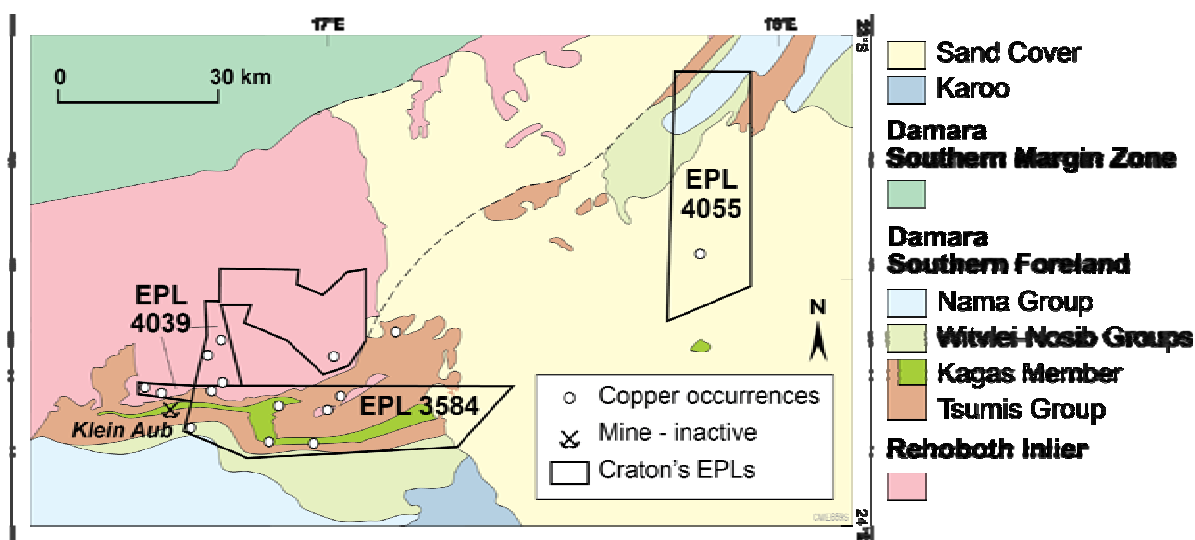 17°E
18°E
0 30 km
Sand Cover
Karoo
Damara
Southern Margin Zone
EPL
4055
Damara
Southern Foreland
Nama Group
EPL
4039
N
Witvlei Nosib Groups
Kagas Member
Copper occurrences
EPL 3584
Tsumis Group
Klein Aub
Mine - inactive
Rehoboth Inlier
Craton's EPLs
24°